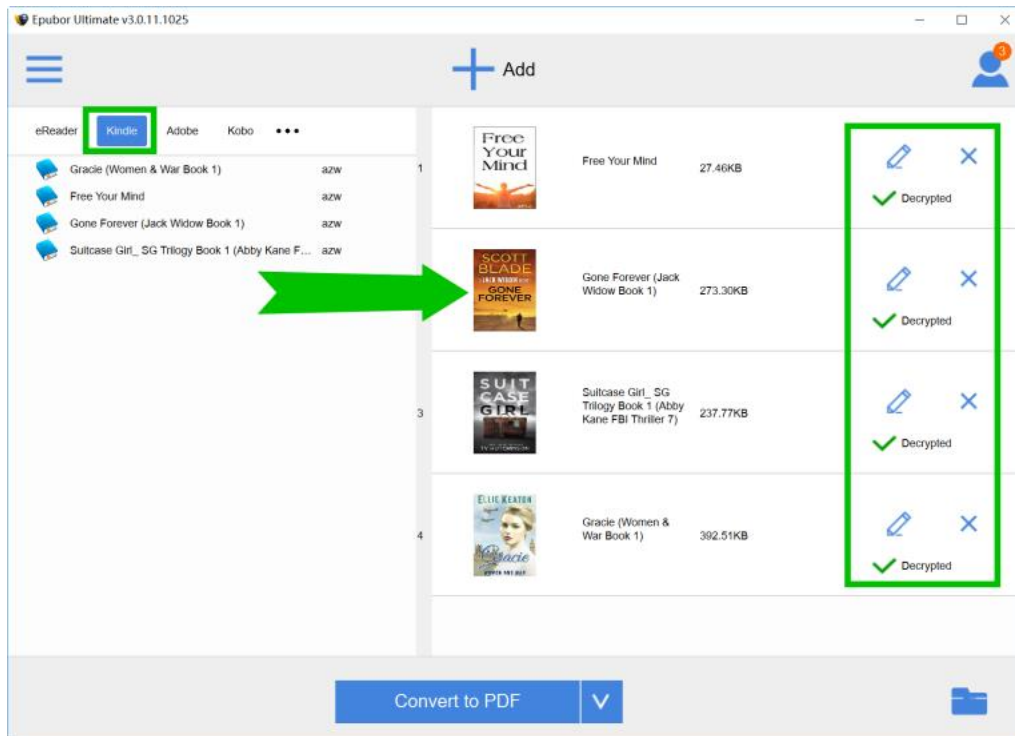 Epubor Ultimate v3.0.11.1025
Add
3
eReader Kindle Adobe Kobo
Gracie (Women & War Book 1) azw
Free Your Mind azw
Gone Forever (Jack Widow Book 1) azw
Suitcase Girl_ SG Trilogy Book 1 (Abby Kane F... azw
1
Free
Your
Mind
Free Your Mind
27.46KB
Decrypted
SCOTT
BLADE
GONE
FOREVER
Gone Forever (Jack
Widow Book 1)
273.30KB
Decrypted
3
SUIT
CASE
GIRL
Suitcase Girl_ SG
Trilogy Book 1 (Abby
Kane FBI Thriller 7)
237.77KB
Decrypted
4
ELLIE KEATON
Gracie
Gracie (Women &
War Book 1)
392.51KB
Decrypted
Convert to PDF